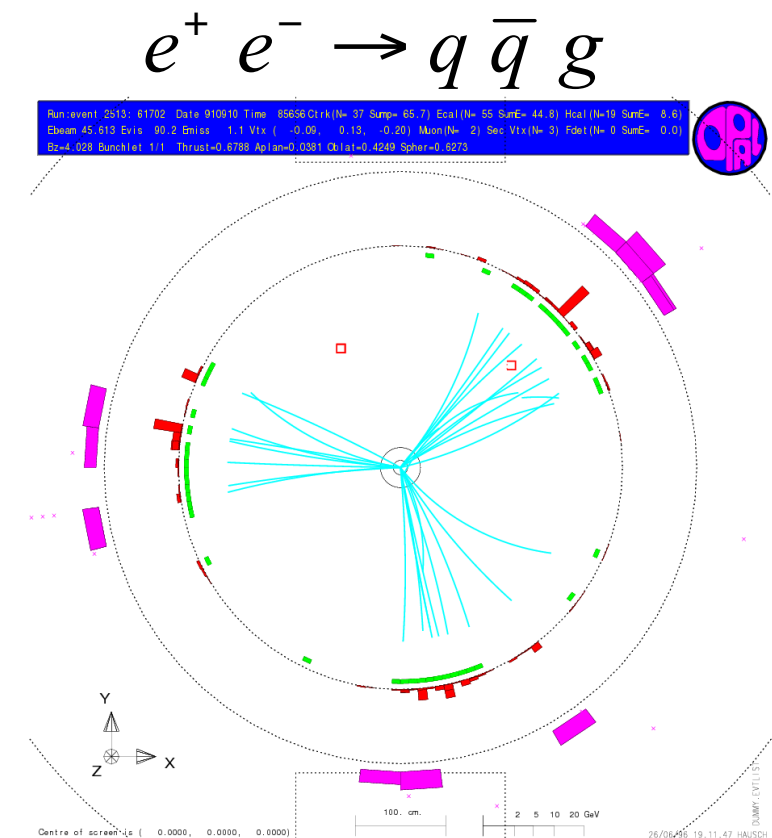 e⁺ e⁻ → q q̅ g
Run:event 2513: 61702 Date 910910 Time 85656 Ctrk(N= 37 Sump= 65.7) Ecal(N= 55 SumE= 44.8) Hcal(N=19 SumE= 8.6)
Ebeam 45.613 Evis 90.2 Emiss 1.1 Vtx ( -0.09, 0.13, -0.20) Muon(N= 2) Sec Vtx(N= 3) Fdet(N= 0 SumE= 0.0)
Bz=4.028 Bunchlet 1/1 Thrust=0.6788 Aplan=0.0381 Oblat=0.4249 Spher=0.6273
OPAL
Y
X
Z
100. cm.
2 5 10 20 GeV
DUMMY.EVTLIST
Centre of screen is ( 0.0000, 0.0000, 0.0000)
26/06/96 19.11.47 HAUSCH